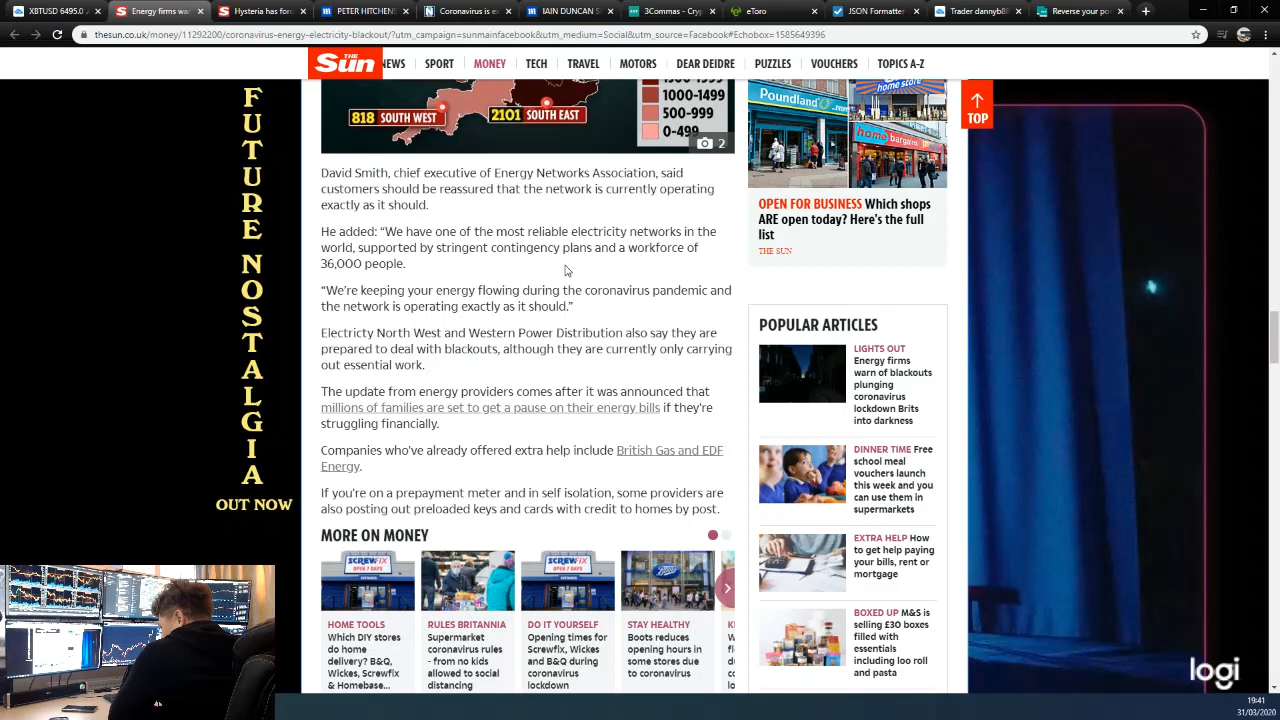 XBTUSD 6495.0
Energy firms wa
Hysteria has for
PETER HITCHEN
Coronavirus is e
IAIN DUNCAN S
3Commas - Cryp
eToro
JSON Formatter
Trader dannyb8
Reverse your po
thesun.co.uk/money/11292200/coronavirus-energy-electricity-blackout/?utm_campaign=sunmainfacebook&utm_medium=Social&utm_source=Facebook#Echobox=1585649396
THE Sun
NEWS SPORT MONEY TECH TRAVEL MOTORS DEAR DEIDRE PUZZLES VOUCHERS TOPICS A-Z
FUTURE NOSTALGIA
OUT NOW
1000-1499
500-999
0-499
818 SOUTH WEST
2101 SOUTH EAST
2
David Smith, chief executive of Energy Networks Association, said
customers should be reassured that the network is currently operating
exactly as it should.
He added: “We have one of the most reliable electricity networks in the
world, supported by stringent contingency plans and a workforce of
36,000 people.
“We’re keeping your energy flowing during the coronavirus pandemic and
the network is operating exactly as it should.”
Electricty North West and Western Power Distribution also say they are
prepared to deal with blackouts, although they are currently only carrying
out essential work.
The update from energy providers comes after it was announced that
millions of families are set to get a pause on their energy bills if they're
struggling financially.
Companies who've already offered extra help include British Gas and EDF
Energy.
If you're on a prepayment meter and in self isolation, some providers are
also posting out preloaded keys and cards with credit to homes by post.
MORE ON MONEY
SCREWFIX
OPEN 7 DAYS
HOME TOOLS
Which DIY stores
do home
delivery? B&Q,
Wickes, Screwfix
& Homebase...
RULES BRITANNIA
Supermarket
coronavirus rules
- from no kids
allowed to social
distancing
SCREWFIX
OPEN 7 DAYS
DO IT YOURSELF
Opening times for
Screwfix, Wickes
and B&Q during
coronavirus
lockdown
Boots
STAY HEALTHY
Boots reduces
opening hours in
some stores due
to coronavirus
Poundland
home store
home bargains
OPEN FOR BUSINESS Which shops
ARE open today? Here's the full
list
THE SUN
TOP
POPULAR ARTICLES
LIGHTS OUT
Energy firms
warn of blackouts
plunging
coronavirus
lockdown Brits
into darkness
DINNER TIME Free
school meal
vouchers launch
this week and you
can use them in
supermarkets
EXTRA HELP How
to get help paying
your bills, rent or
mortgage
BOXED UP M&S is
selling £30 boxes
filled with
essentials
including loo roll
and pasta
logi
19:41
31/03/2020